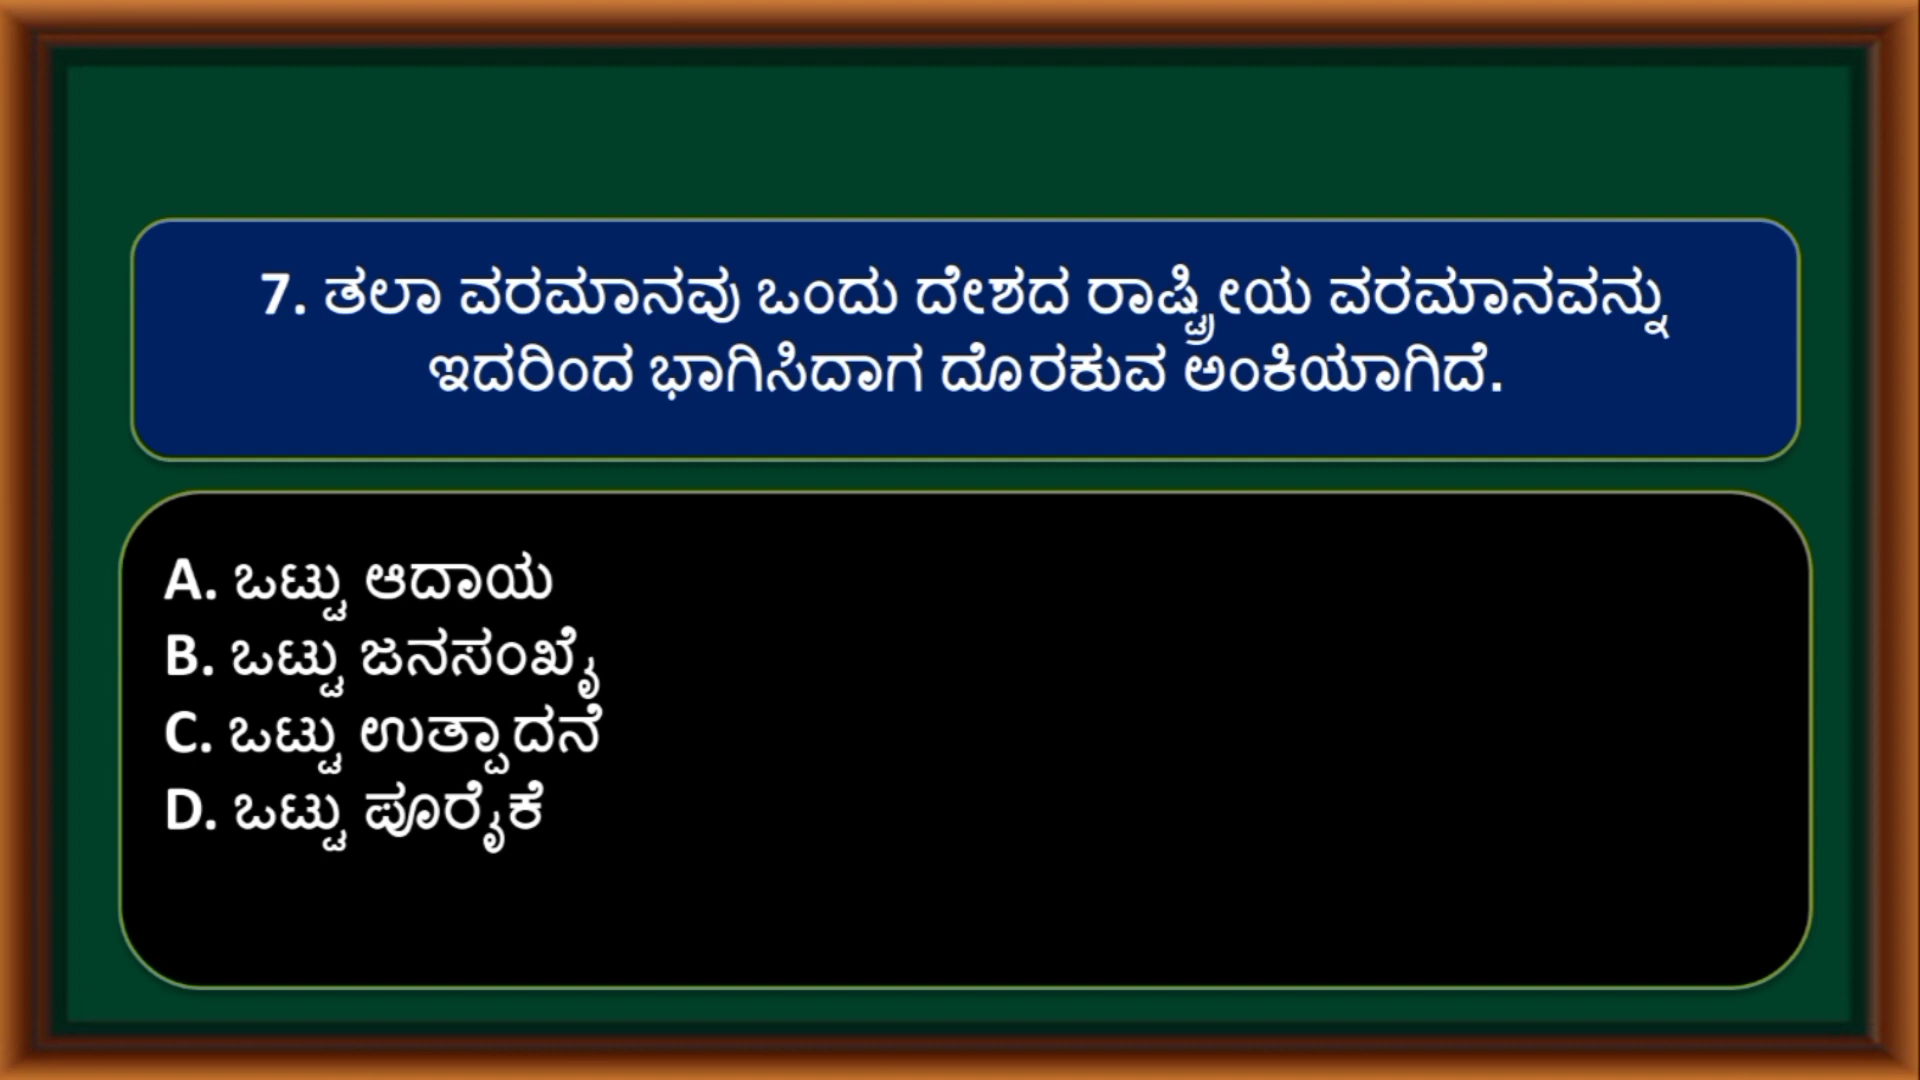 7. ತಲಾ ವರಮಾನವು ಒಂದು ದೇಶದ ರಾಷ್ಟ್ರೀಯ ವರಮಾನವನ್ನು
ಇದರಿಂದ ಭಾಗಿಸಿದಾಗ ದೊರಕುವ ಅಂಕಿಯಾಗಿದೆ.
A. ಒಟ್ಟು ಆದಾಯ
B. ಒಟ್ಟು ಜನಸಂಖ್ಯೆ
C. ಒಟ್ಟು ಉತ್ಪಾದನೆ
D. ಒಟ್ಟು ಪೂರೈಕೆ